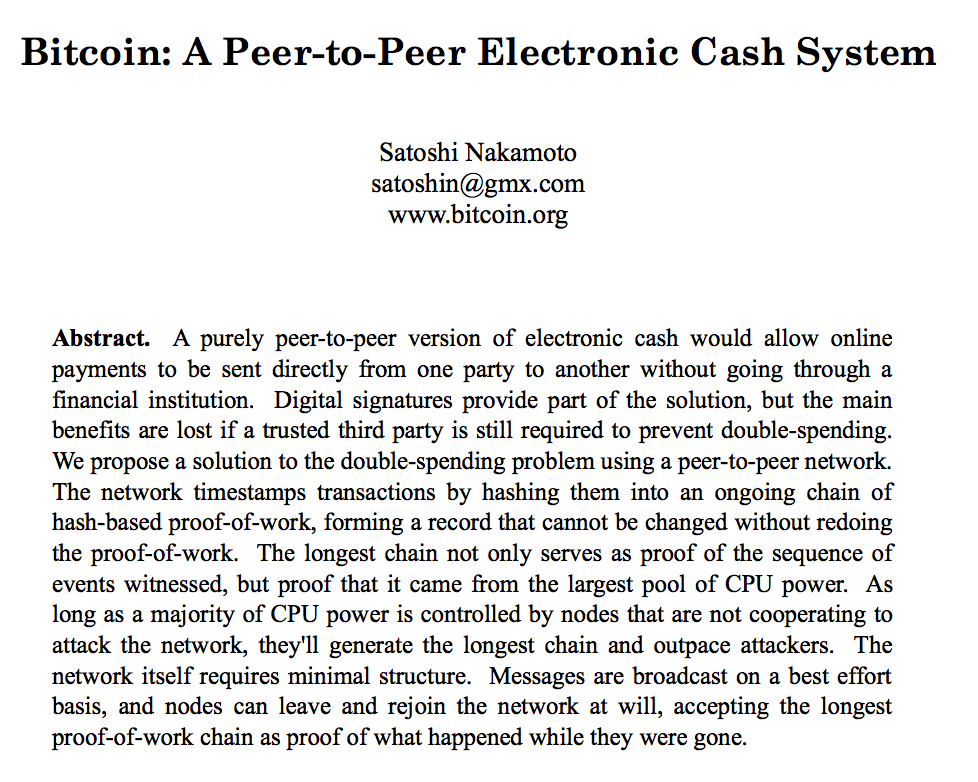 Bitcoin: A Peer-to-Peer Electronic Cash System
Satoshi Nakamoto
satoshin@gmx.com
www.bitcoin.org
Abstract. A purely peer-to-peer version of electronic cash would allow online
payments to be sent directly from one party to another without going through a
financial institution. Digital signatures provide part of the solution, but the main
benefits are lost if a trusted third party is still required to prevent double-spending.
We propose a solution to the double-spending problem using a peer-to-peer network.
The network timestamps transactions by hashing them into an ongoing chain of
hash-based proof-of-work, forming a record that cannot be changed without redoing
the proof-of-work. The longest chain not only serves as proof of the sequence of
events witnessed, but proof that it came from the largest pool of CPU power. As
long as a majority of CPU power is controlled by nodes that are not cooperating to
attack the network, they'll generate the longest chain and outpace attackers. The
network itself requires minimal structure. Messages are broadcast on a best effort
basis, and nodes can leave and rejoin the network at will, accepting the longest
proof-of-work chain as proof of what happened while they were gone.